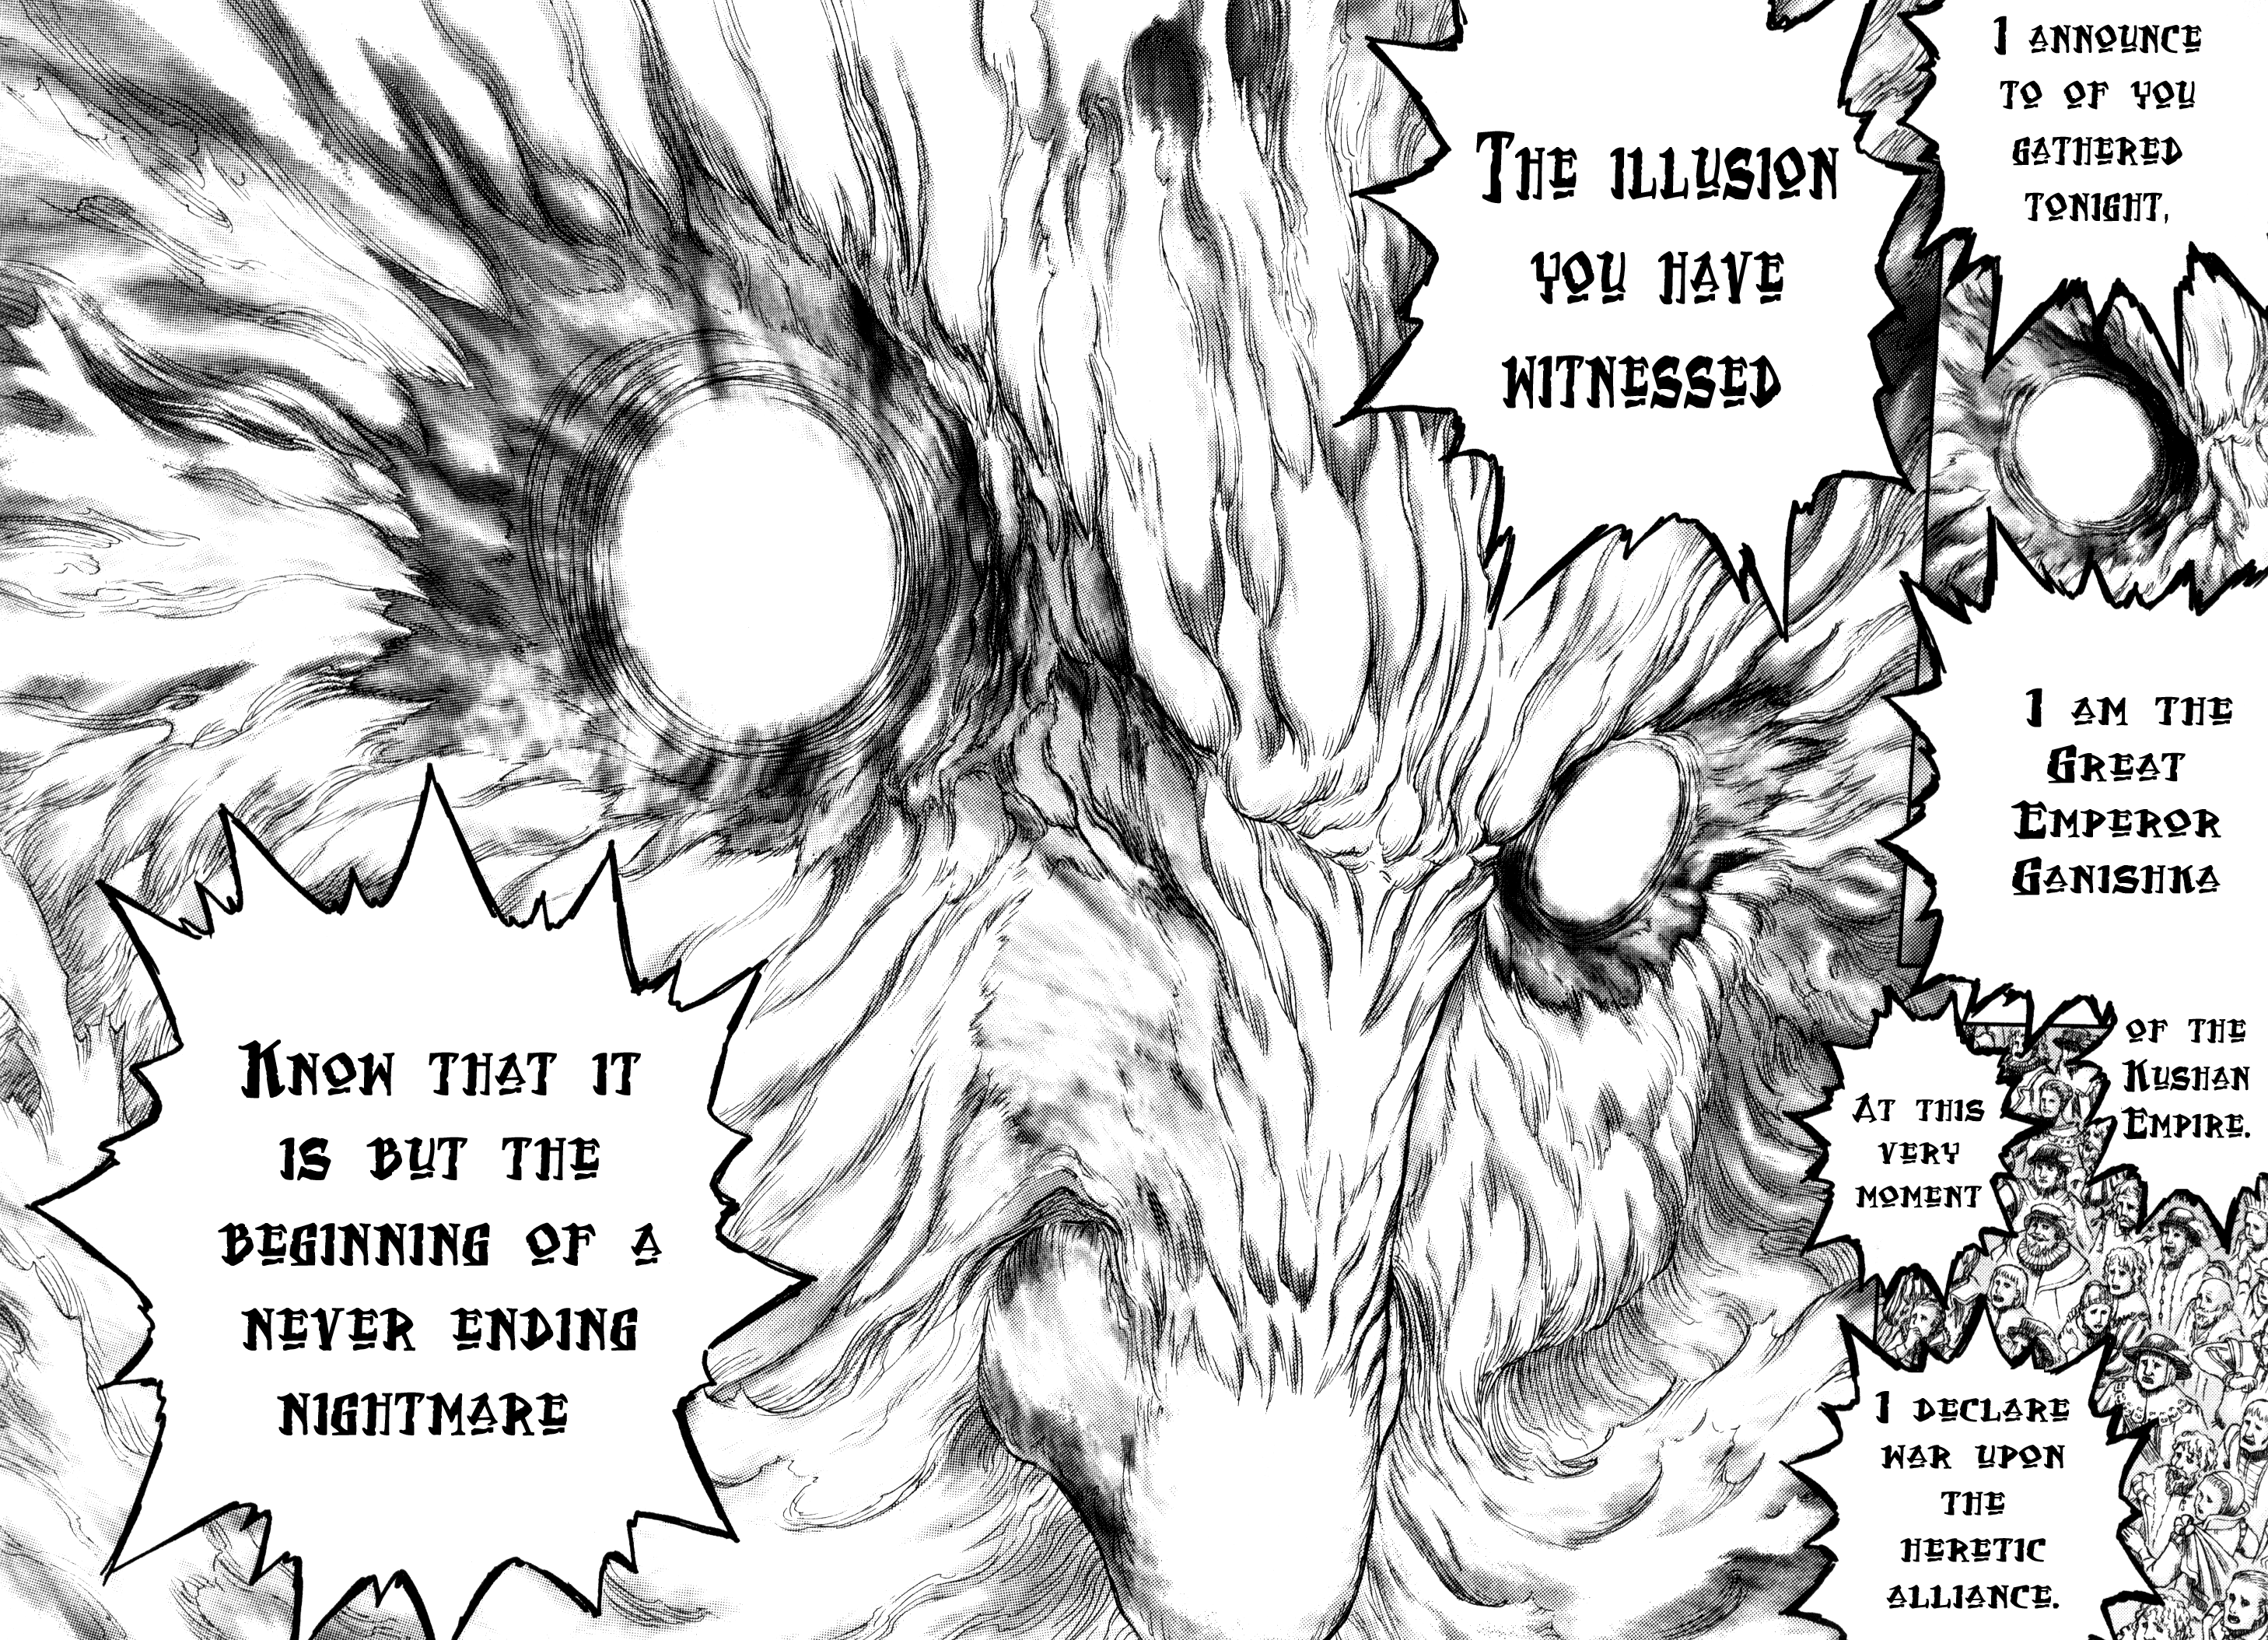 I ANNOUNCE
TO OF YOU
GATHERED
TONIGHT,
I AM THE
GREAT
EMPEROR
GANISHKA
OF THE
KUSHAN
EMPIRE.
AT THIS
VERY
MOMENT
I DECLARE
WAR UPON
THE
HERETIC
ALLIANCE.
THE ILLUSION
YOU HAVE
WITNESSED
KNOW THAT IT
IS BUT THE
BEGINNING OF A
NEVER ENDING
NIGHTMARE